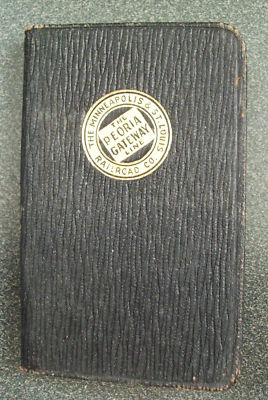 THE MINNEAPOLIS & ST. LOUIS
RAILROAD CO.
THE
PEORIA
GATEWAY
LINE